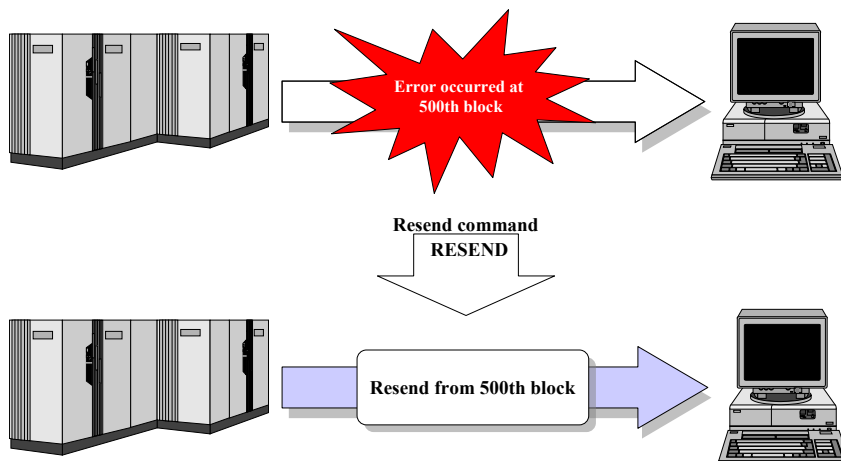 Error occurred at
500th block
Resend command
RESEND
Resend from 500th block